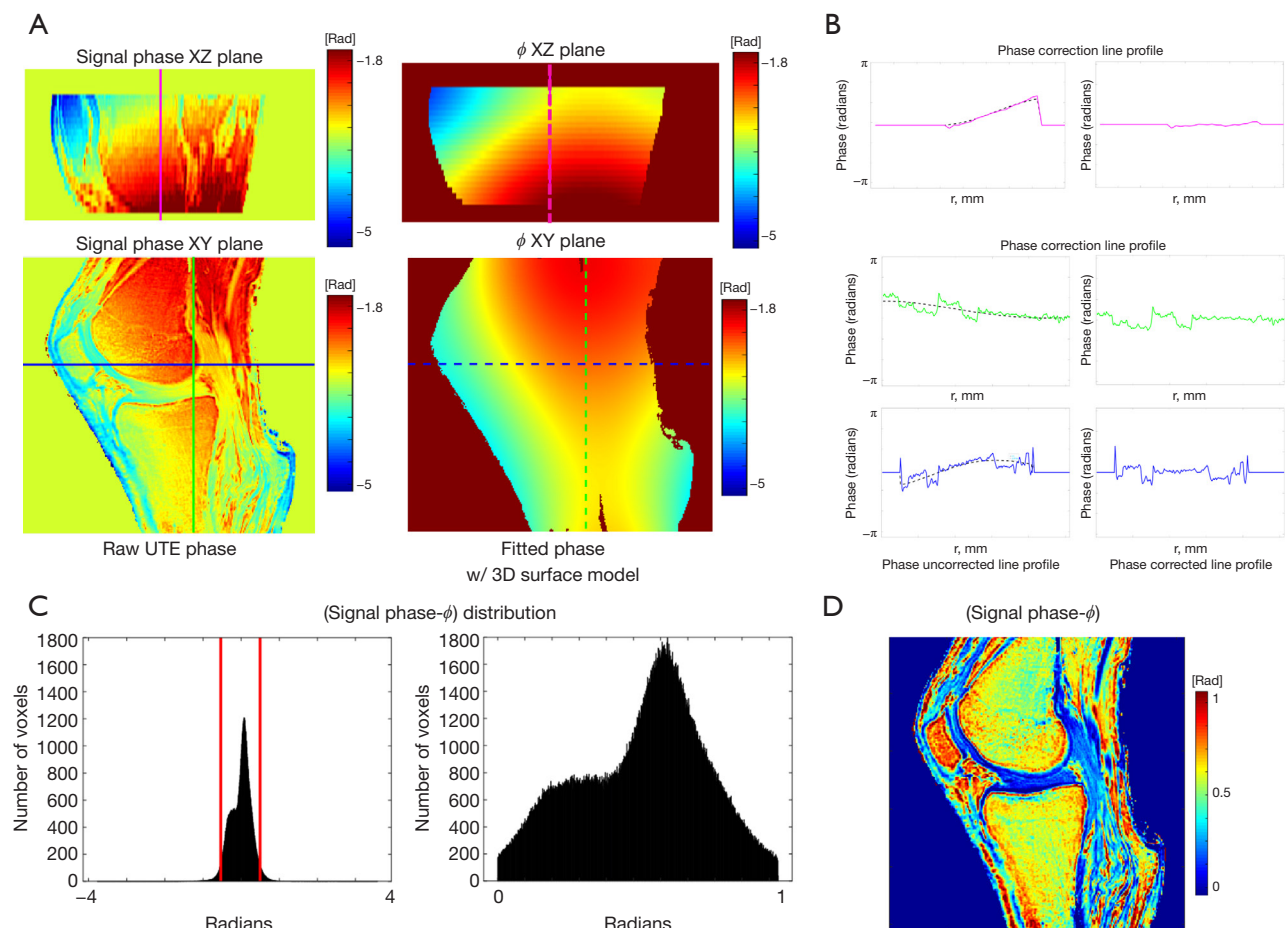 A
Signal phase XZ plane
[Rad]
–1.8
–5
ϕ XZ plane
[Rad]
–1.8
–5
Signal phase XY plane
[Rad]
–1.8
–5
ϕ XY plane
[Rad]
–1.8
–5
Raw UTE phase
Fitted phase
w/ 3D surface model
B
Phase correction line profile
Phase (radians)
π
–π
r, mm
Phase (radians)
r, mm
Phase correction line profile
Phase (radians)
π
–π
Phase (radians)
Phase (radians)
π
–π
r, mm
Phase uncorrected line profile
Phase (radians)
r, mm
Phase corrected line profile
C
(Signal phase-ϕ) distribution
Number of voxels
1800
1600
1400
1200
1000
800
600
400
200
0
–4
4
Radians
Number of voxels
1800
1600
1400
1200
1000
800
600
400
200
0
0
1
Radians
D
(Signal phase-ϕ)
[Rad]
1
0.5
0